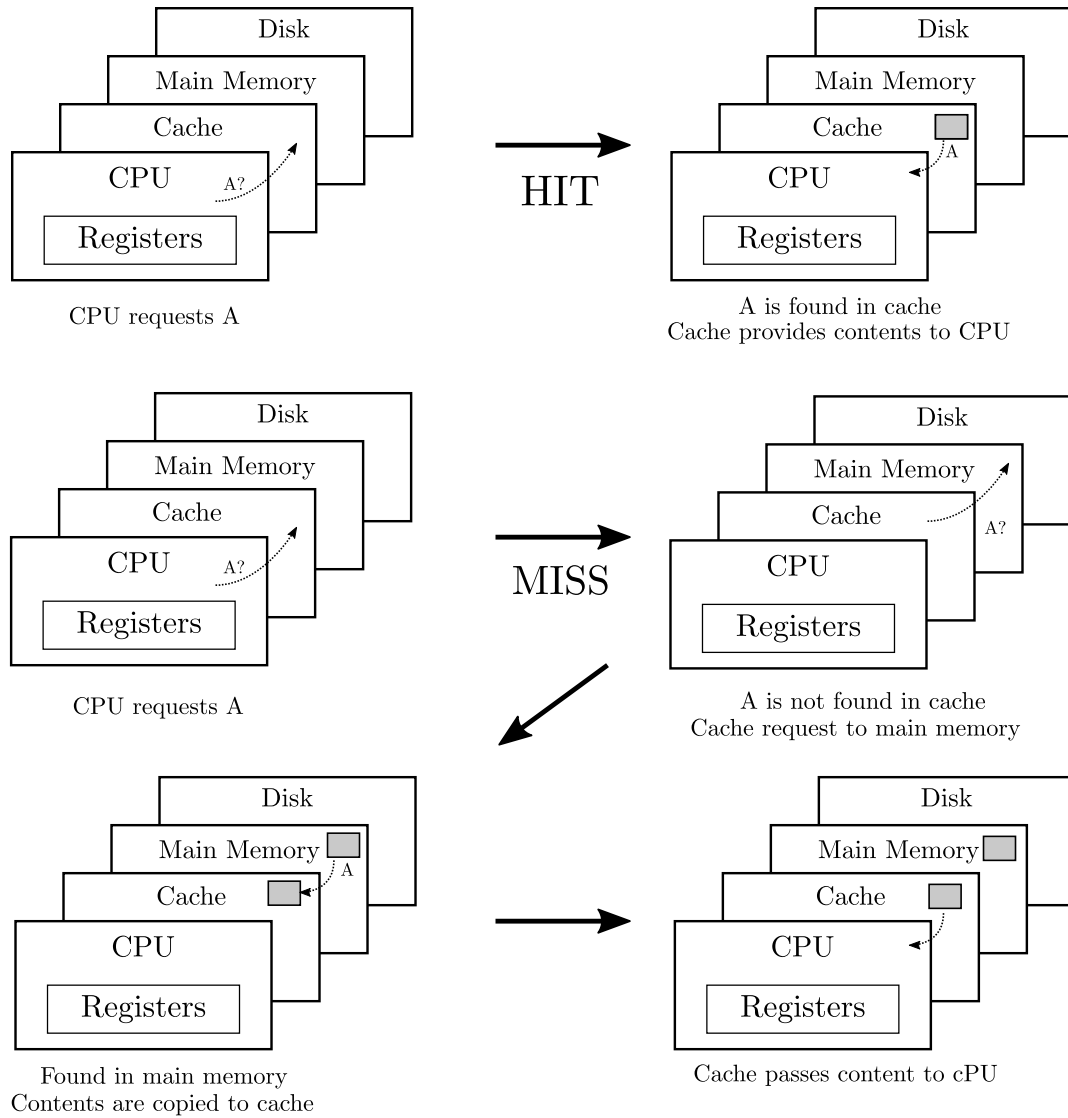 Disk
Main Memory
Cache
CPU
A?
Registers
CPU requests A
HIT
Disk
Main Memory
Cache
A
CPU
Registers
A is found in cache
Cache provides contents to CPU
Disk
Main Memory
Cache
CPU
A?
Registers
CPU requests A
MISS
Disk
Main Memory
Cache
A?
CPU
Registers
A is not found in cache
Cache request to main memory
Disk
Main Memory
A
Cache
CPU
Registers
Found in main memory
Contents are copied to cache
Disk
Main Memory
Cache
CPU
Registers
Cache passes content to cPU